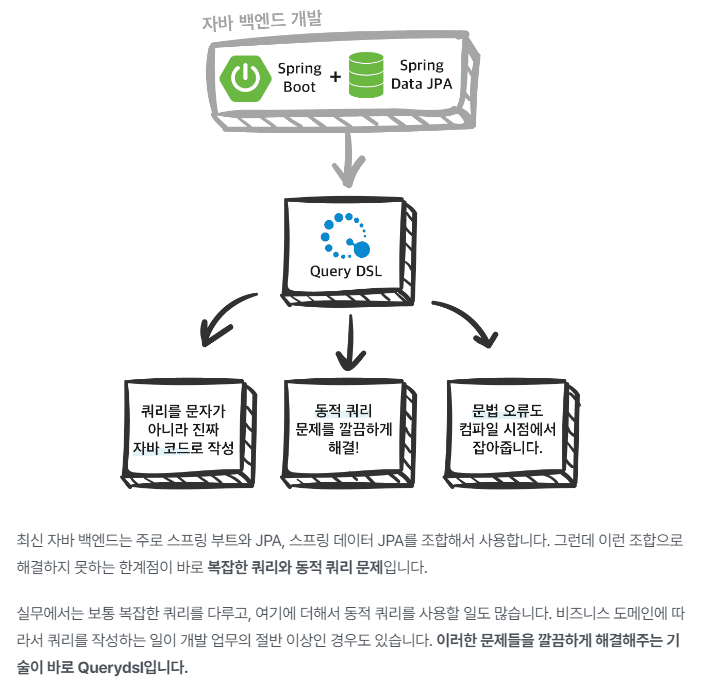 자바 백엔드 개발
Spring
Boot
+
Spring
Data JPA
Query DSL
쿼리를 문자가
아니라 진짜
자바 코드로 작성
동적 쿼리
문제를 깔끔하게
해결!
문법 오류도
컴파일 시점에서
잡아줍니다.
최신 자바 백엔드는 주로 스프링 부트와 JPA, 스프링 데이터 JPA를 조합해서 사용합니다. 그런데 이런 조합으로
해결하지 못하는 한계점이 바로 복잡한 쿼리와 동적 쿼리 문제입니다.
실무에서는 보통 복잡한 쿼리를 다루고, 여기에 더해서 동적 쿼리를 사용할 일도 많습니다. 비즈니스 도메인에 따
라서 쿼리를 작성하는 일이 개발 업무의 절반 이상인 경우도 있습니다. 이러한 문제들을 깔끔하게 해결해주는 기
술이 바로 Querydsl입니다.